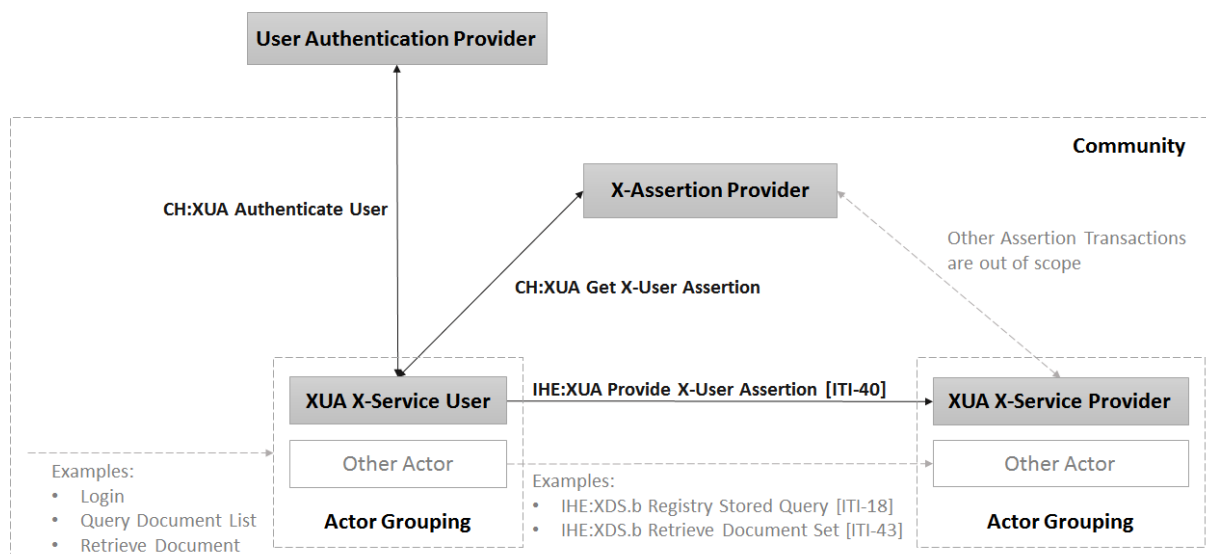 User Authentication Provider
Community
X-Assertion Provider
CH:XUA Authenticate User
Other Assertion Transactions
are out of scope
CH:XUA Get X-User Assertion
XUA X-Service User
IHE:XUA Provide X-User Assertion [ITI-40]
XUA X-Service Provider
Other Actor
Other Actor
Examples:
• Login
• Query Document List
• Retrieve Document
Actor Grouping
Examples:
• IHE:XDS.b Registry Stored Query [ITI-18]
• IHE:XDS.b Retrieve Document Set [ITI-43]
Actor Grouping